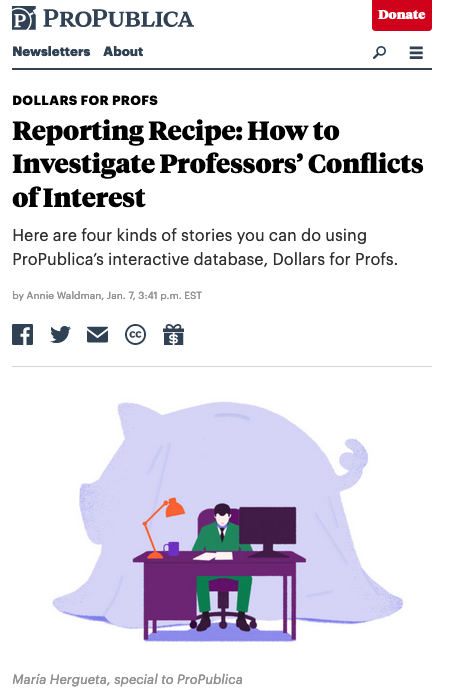 PROPUBLICA
Donate
Newsletters About
DOLLARS FOR PROFS
Reporting Recipe: How to
Investigate Professors’ Conflicts
of Interest
Here are four kinds of stories you can do using
ProPublica’s interactive database, Dollars for Profs.
by Annie Waldman, Jan. 7, 3:41 p.m. EST
cc
$
Maria Hergueta, special to ProPublica